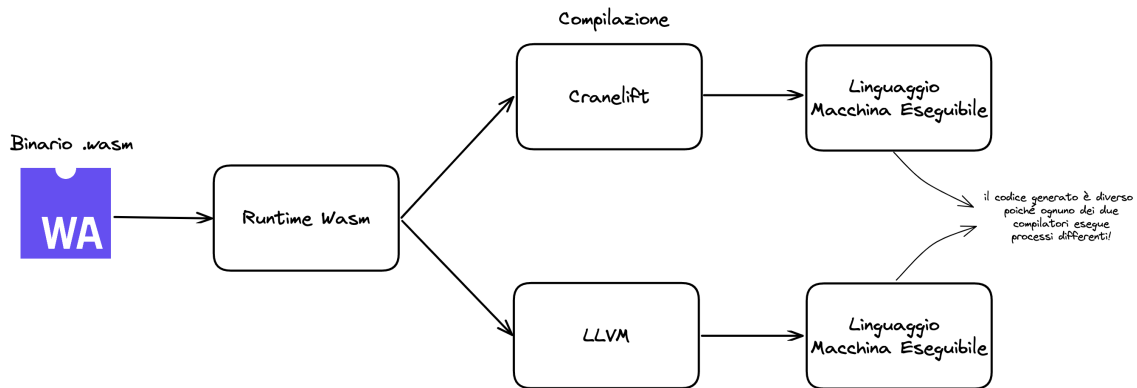 Compilazione
Cranelift
Linguaggio
Macchina Eseguibile
Binario .wasm
WA
Runtime Wasm
il codice generato è diverso
poiché ognuno dei due
compilatori esegue
processi differenti!
LLVM
Linguaggio
Macchina Eseguibile